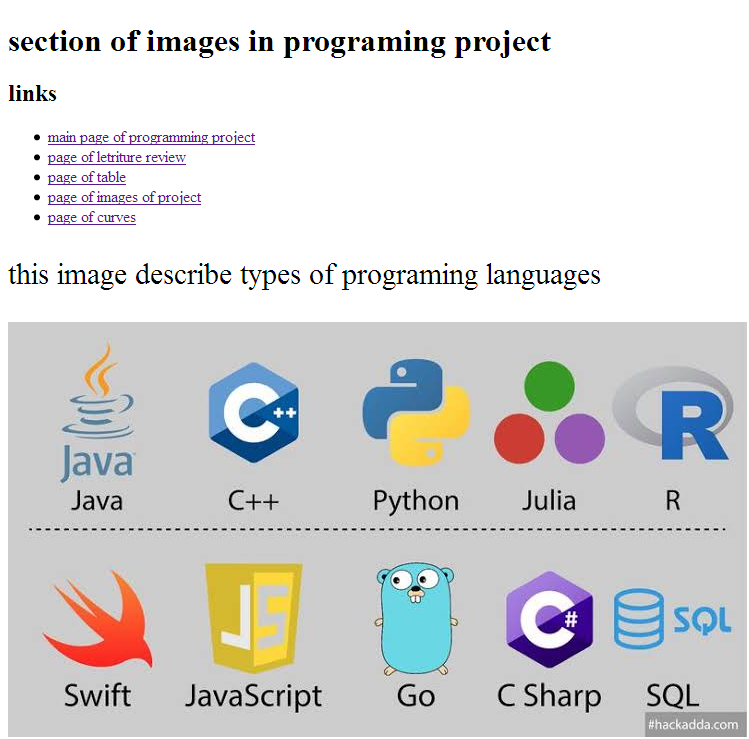 section of images in programing project
links
main page of programming project
page of letriture review
page of table
page of images of project
page of curves
this image describe types of programing languages
Java
C++
R
Java C++ Python Julia R
JS
C#
SQL
Swift JavaScript Go C Sharp SQL
#hackadda.com